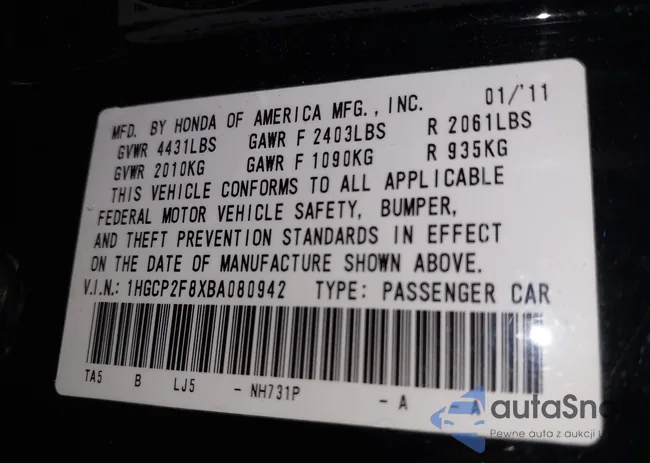 MFD. BY HONDA OF AMERICA MFG., INC. 01/'11
GVWR 4431LBS GAWR F 2403LBS R 2061LBS
GVWR 2010KG GAWR F 1090KG R 935KG
THIS VEHICLE CONFORMS TO ALL APPLICABLE
FEDERAL MOTOR VEHICLE SAFETY, BUMPER,
AND THEFT PREVENTION STANDARDS IN EFFECT
ON THE DATE OF MANUFACTURE SHOWN ABOVE.
V.I.N.: 1HGCP2F8XBA080942 TYPE: PASSENGER CAR
TA5 B LJ5 - NH731P - A - A
autaSna
Pewne auta z aukcji U